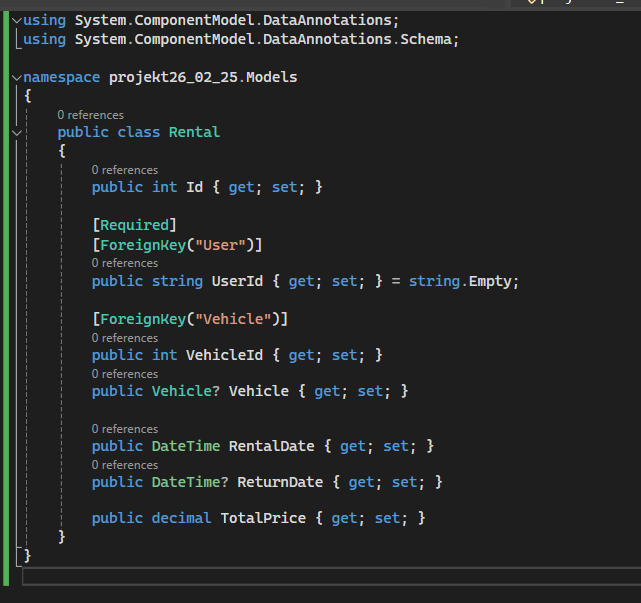 using System.ComponentModel.DataAnnotations;
using System.ComponentModel.DataAnnotations.Schema;
namespace projekt26_02_25.Models
{
0 references
public class Rental
{
0 references
public int Id { get; set; }
[Required]
[ForeignKey("User")]
0 references
public string UserId { get; set; } = string.Empty;
[ForeignKey("Vehicle")]
0 references
public int VehicleId { get; set; }
0 references
public Vehicle? Vehicle { get; set; }
0 references
public DateTime RentalDate { get; set; }
0 references
public DateTime? ReturnDate { get; set; }
public decimal TotalPrice { get; set; }
}
}